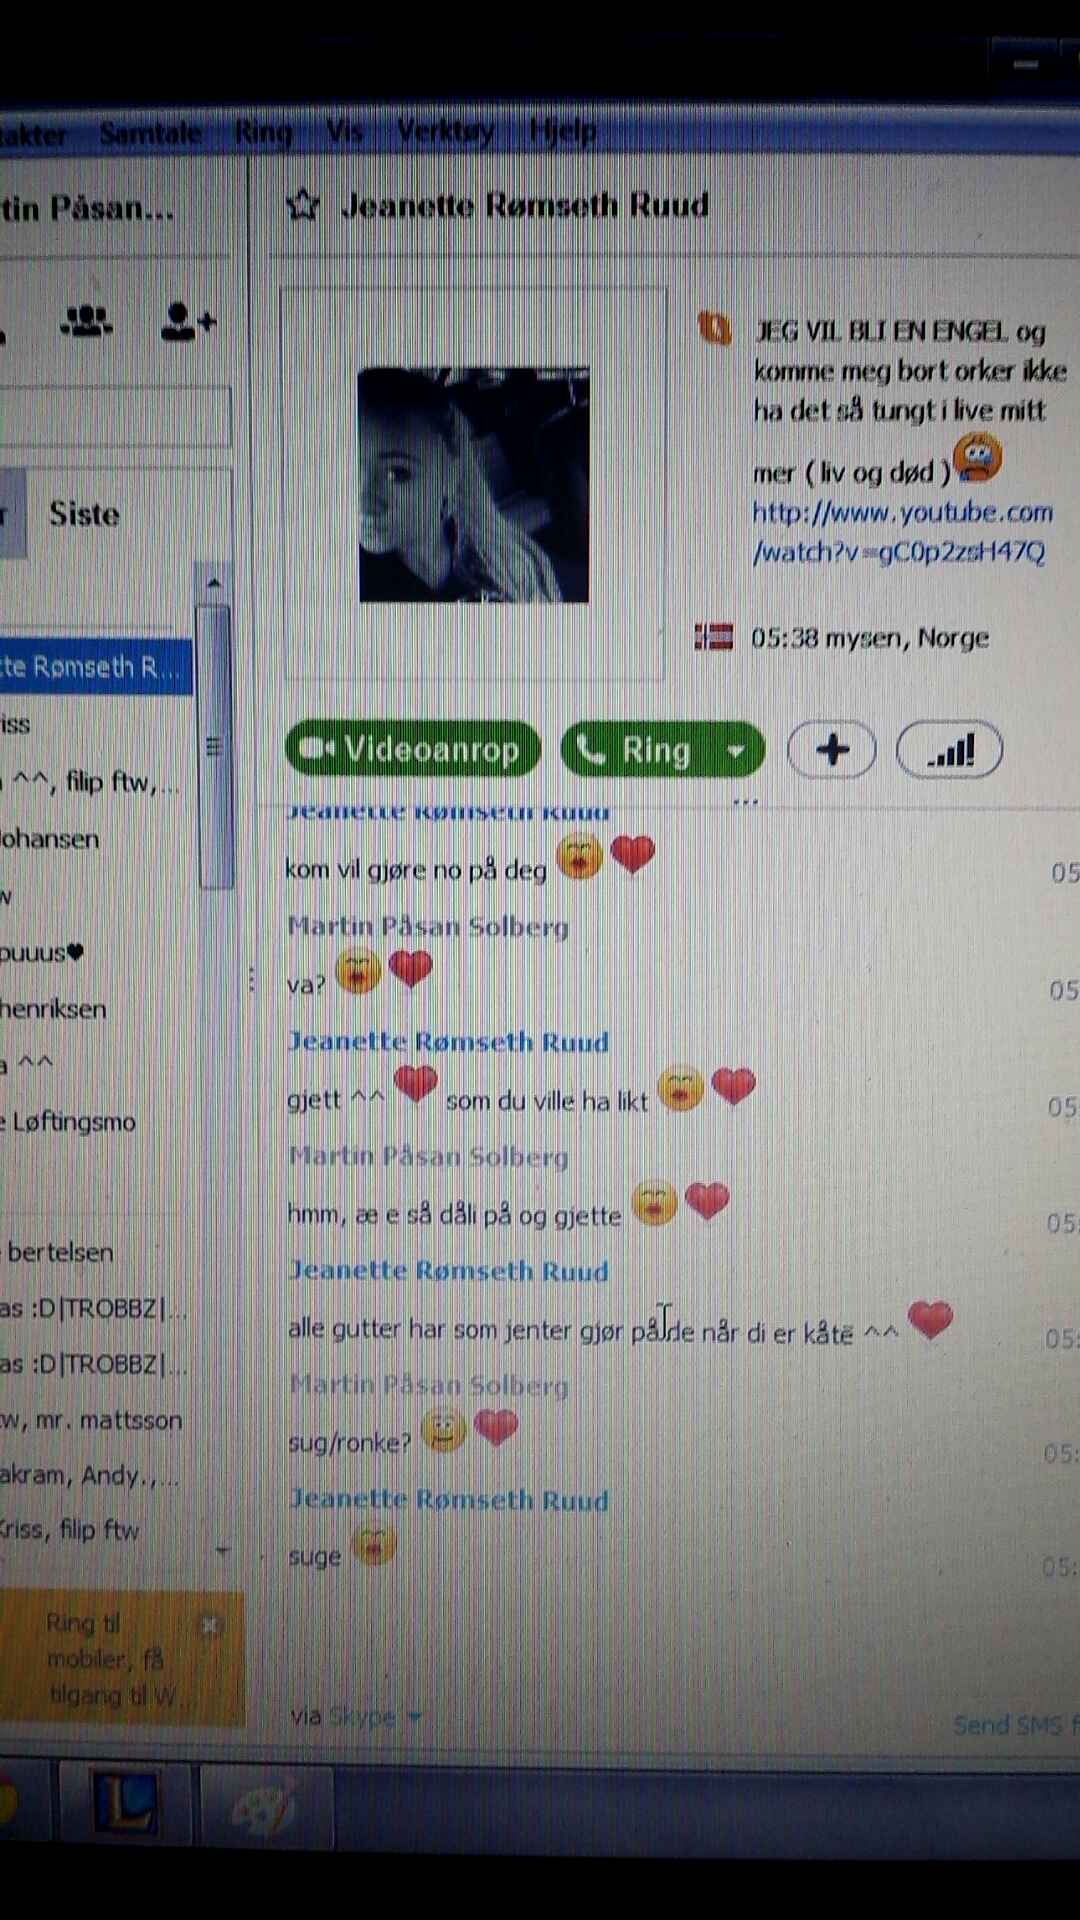 takter Samtale Ring Vis Verktøy Hjelp
tin Påsan...
Jeanette Rømseth Ruud
JEG VIL BLI EN ENGEL og
komme meg bort orker ikke
ha det så tungt i live mitt
mer ( liv og død )
http://www.youtube.com
/watch?v=gC0p2zsH47Q
05:38 mysen, Norge
Siste
te Rømseth R...
iss
^^, filip ftw,...
ohansen
w
puuus♥
henriksen
a ^^
e Løftingsmo
bertelsen
as :D|TROBBZ|...
as :D|TROBBZ|...
w, mr. mattsson
akram, Andy.,...
Kriss, filip ftw
Ring til
mobiler, få
tilgang til W...
Videoanrop
Ring
Jeanette Rømseth Ruud
kom vil gjøre no på deg
05
Martin Påsan Solberg
va?
05
Jeanette Rømseth Ruud
gjett ^^ som du ville ha likt
05
Martin Påsan Solberg
hmm, æ e så dåli på og gjette
05:
Jeanette Rømseth Ruud
alle gutter har som jenter gjør på de når di er kåte ^^
05:
Martin Påsan Solberg
sug/ronke?
05:
Jeanette Rømseth Ruud
suge
05:
via Skype
Send SMS f
L